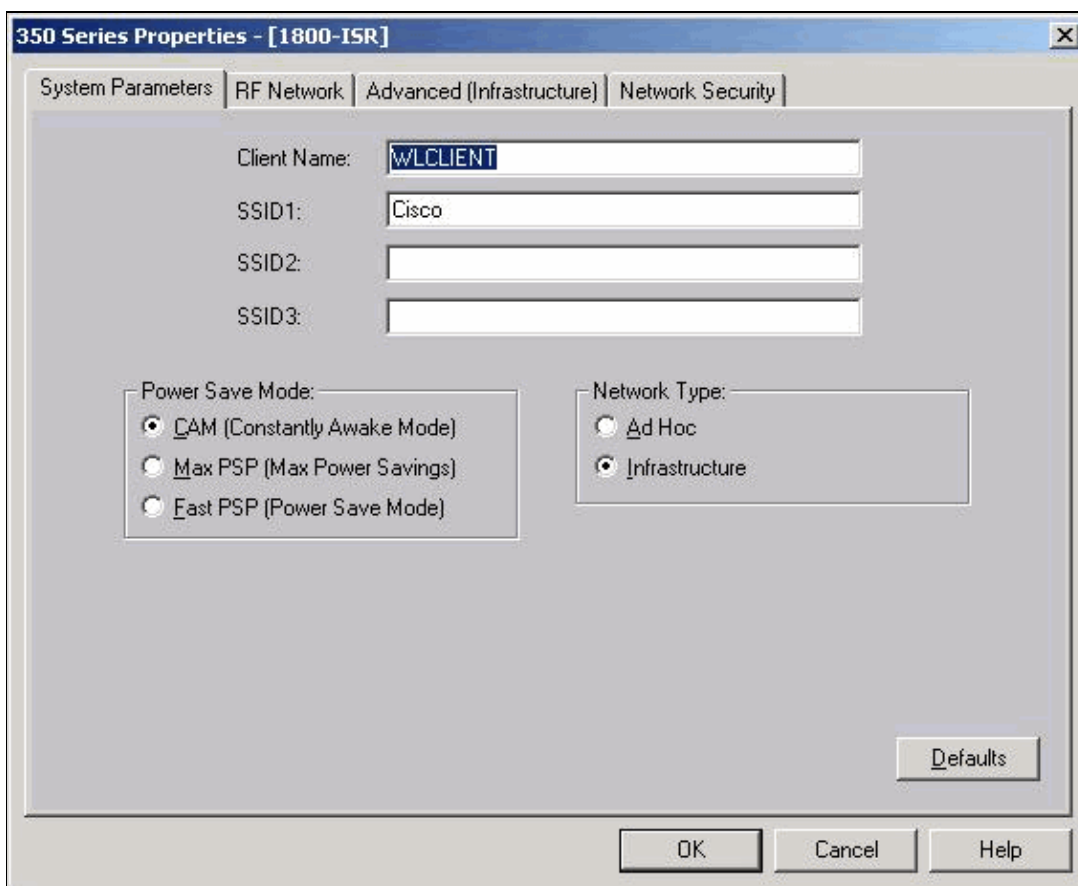 350 Series Properties - [1800-ISR]
System Parameters
RF Network
Advanced (Infrastructure)
Network Security
Client Name: WLCLIENT
SSID1: Cisco
SSID2:
SSID3:
Power Save Mode:
CAM (Constantly Awake Mode)
Max PSP (Max Power Savings)
Fast PSP (Power Save Mode)
Network Type:
Ad Hoc
Infrastructure
Defaults
OK
Cancel
Help